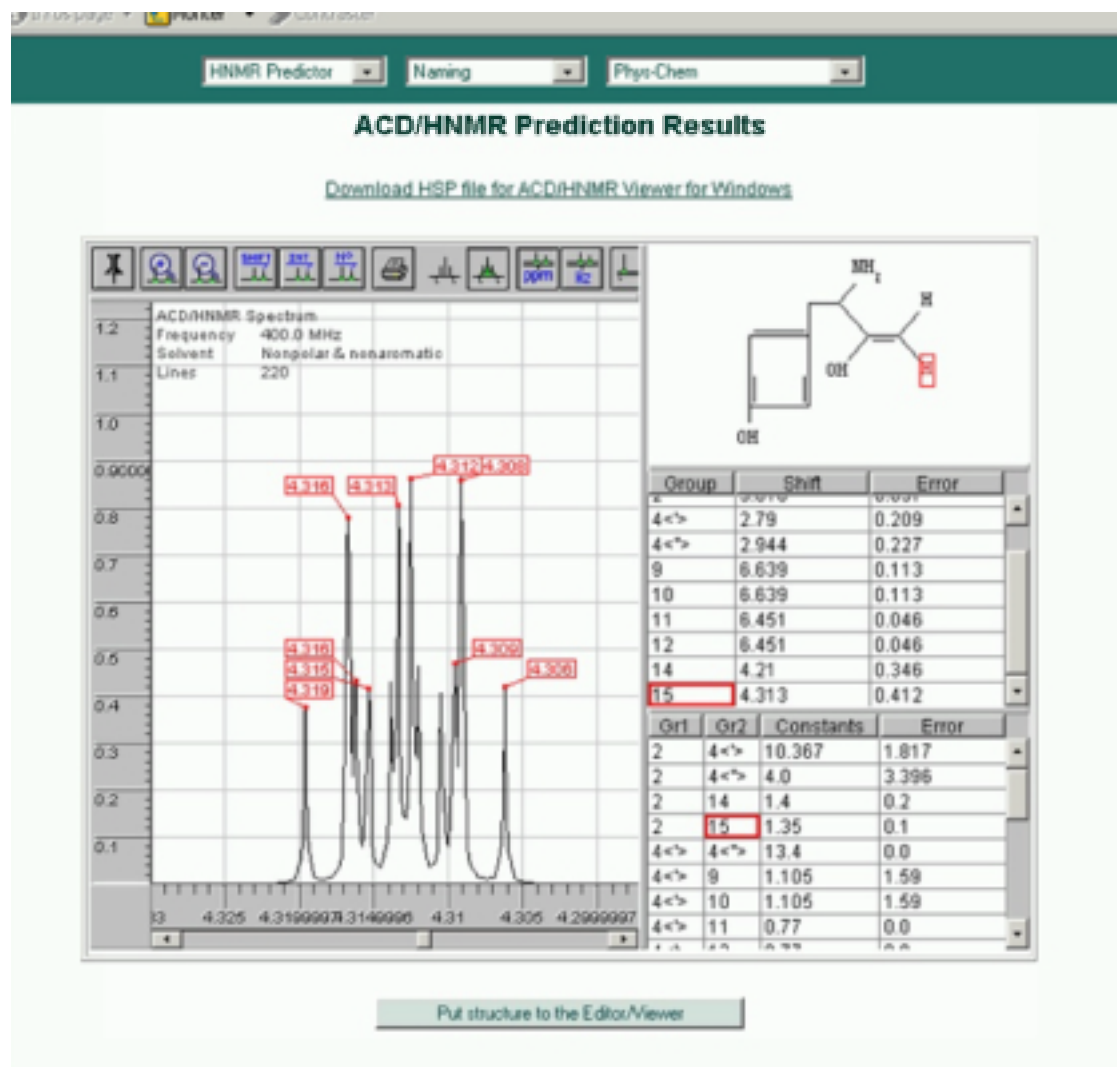 HNMR Predictor Naming Phys-Chem
ACD/HNMR Prediction Results
Download HSP file for ACD/HNMR Viewer for Windows
ppm Hz
ACD/HNMR Spectrum
Frequency 400.0 MHz
Solvent Nonpolar & nonaromatic
Lines 220
1.2
1.1
1.0
0.8
0.7
0.6
0.5
0.4
0.3
0.2
0.1
4.312 4.308
4.316 4.313
4.316 4.309
4.315 4.306
4.319
4.325 4.31 4.305 4.2999997
NH2
H
OH H
OH
Group Shift Error
4<'> 2.79 0.209
4<"> 2.944 0.227
9 6.639 0.113
10 6.639 0.113
11 6.451 0.046
12 6.451 0.046
14 4.21 0.346
15 4.313 0.412
Gr1 Gr2 Constants Error
2 4<'> 10.367 1.817
2 4<"> 4.0 3.396
2 14 1.4 0.2
2 15 1.35 0.1
4<'> 4<"> 13.4 0.0
4<'> 9 1.105 1.59
4<'> 10 1.105 1.59
4<'> 11 0.77 0.0
Put structure to the Editor/Viewer